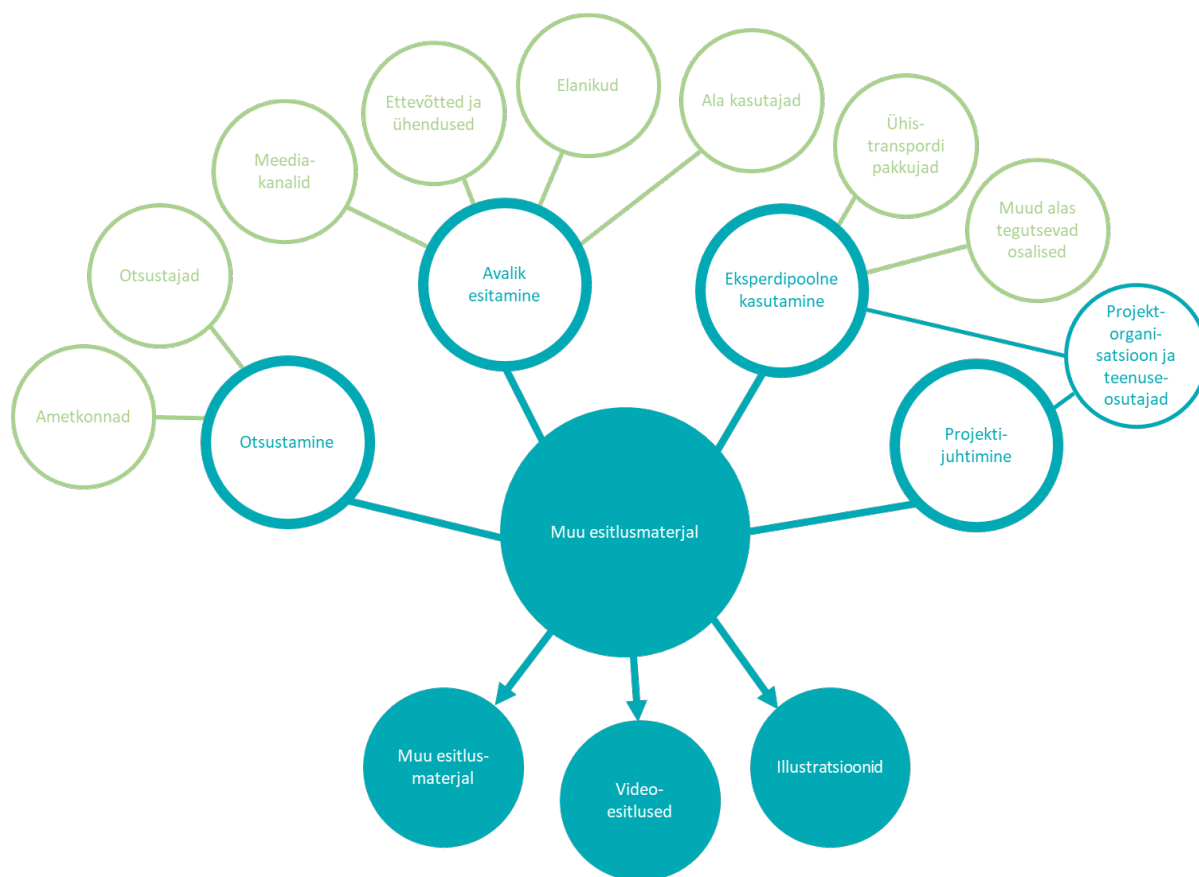 Elanikud
Ettevõtted ja
ühendused
Ala kasutajad
Ühis-
transpordi
pakkujad
Meedia-
kanalid
Muud alas
tegutsevad
osalised
Otsustajad
Avalik
esitamine
Eksperdipoolne
kasutamine
Projekt-
organi-
satsioon ja
teenuse-
osutajad
Ametkonnad
Otsustamine
Projekti-
juhtimine
Muu esitlusmaterjal
Muu esitlus-
materjal
Video-
esitlused
Illustratsioonid